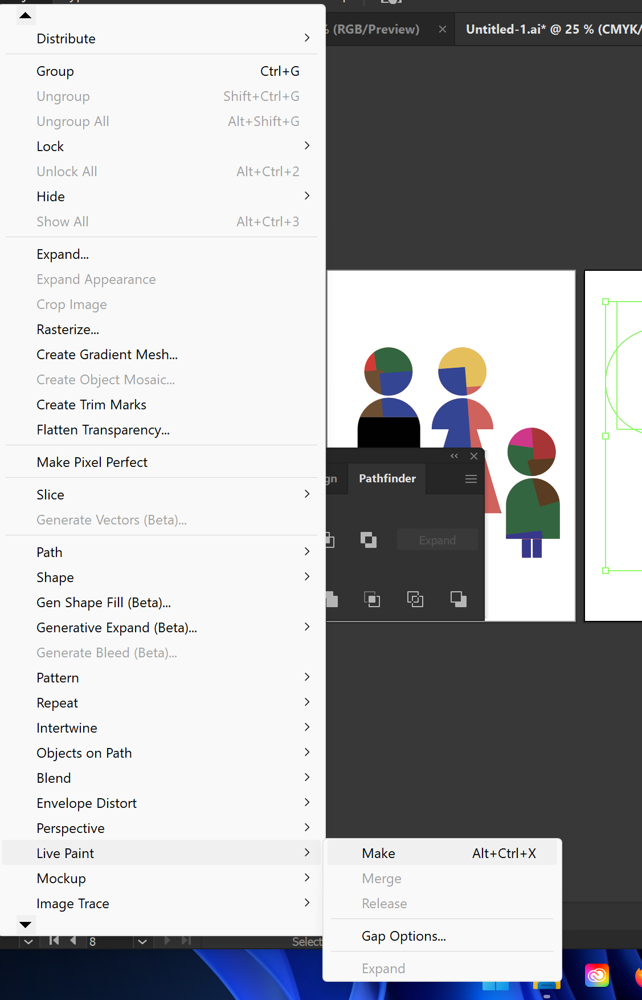 % (RGB/Preview) ×
Untitled-1.ai* @ 25 % (CMYK/
Distribute
Group Ctrl+G
Ungroup Shift+Ctrl+G
Ungroup All Alt+Shift+G
Lock
Unlock All Alt+Ctrl+2
Hide
Show All Alt+Ctrl+3
Expand...
Expand Appearance
Crop Image
Rasterize...
Create Gradient Mesh...
Create Object Mosaic...
Create Trim Marks
Flatten Transparency...
Make Pixel Perfect
Slice
Generate Vectors (Beta)...
Path
Shape
Gen Shape Fill (Beta)...
Generative Expand (Beta)...
Generate Bleed (Beta)...
Pattern
Repeat
Intertwine
Objects on Path
Blend
Envelope Distort
Perspective
Live Paint
Mockup
Image Trace
Make Alt+Ctrl+X
Merge
Release
Gap Options...
Expand
gn
Pathfinder
Expand
8
Select